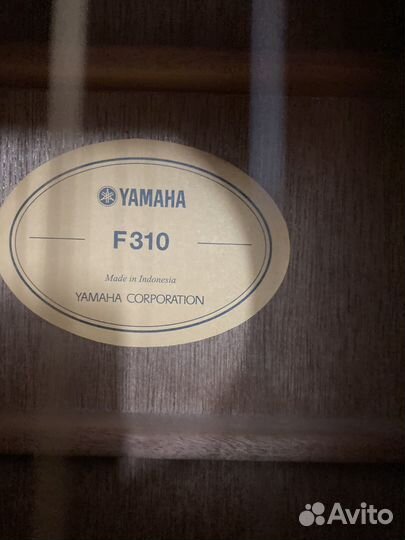 YAMAHA
F310
Made in Indonesia
YAMAHA CORPORATION
Avito